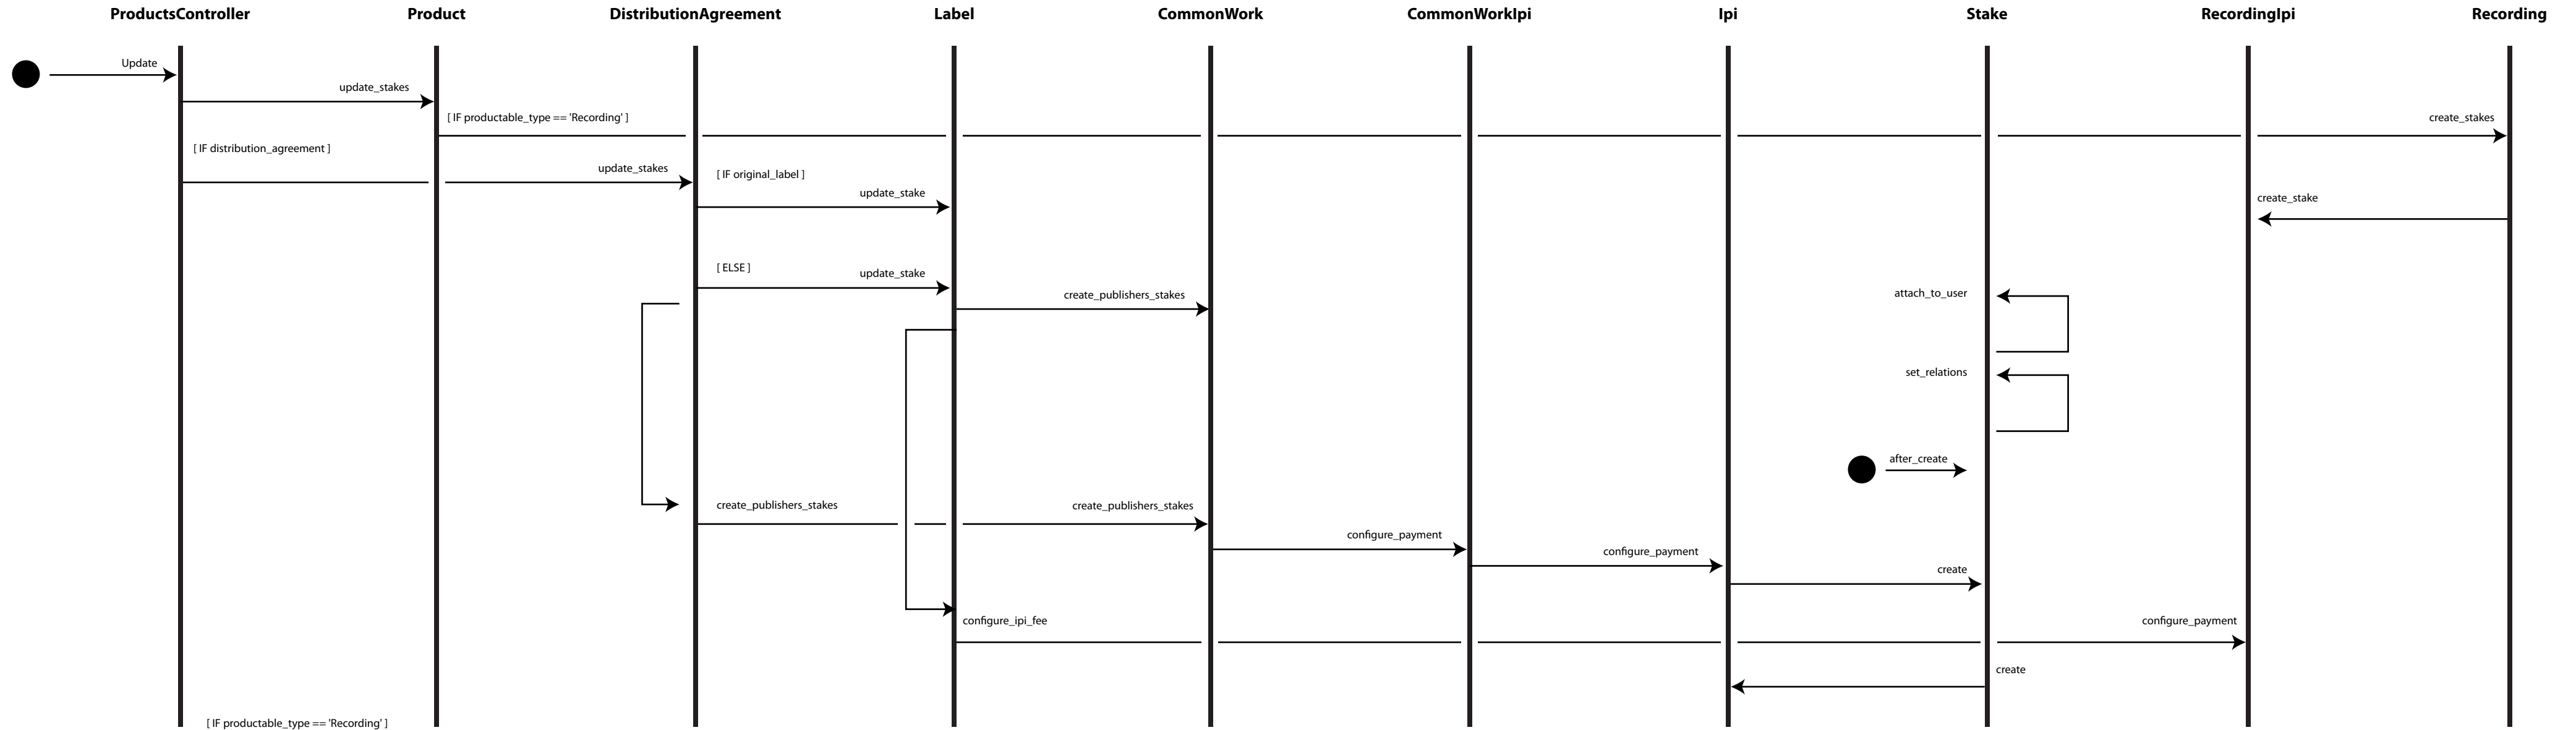 ProductsController
Product
DistributionAgreement
Label
CommonWork
CommonWorkIpi
Ipi
Stake
RecordingIpi
Recording
Update
update_stakes
[ IF productable_type == 'Recording' ]
create_stakes
[ IF distribution_agreement ]
update_stakes
[ IF original_label ]
update_stake
create_stake
[ ELSE ]
update_stake
create_publishers_stakes
attach_to_user
set_relations
after_create
create_publishers_stakes
create_publishers_stakes
configure_payment
configure_payment
create
configure_ipi_fee
configure_payment
create
[ IF productable_type == 'Recording' ]